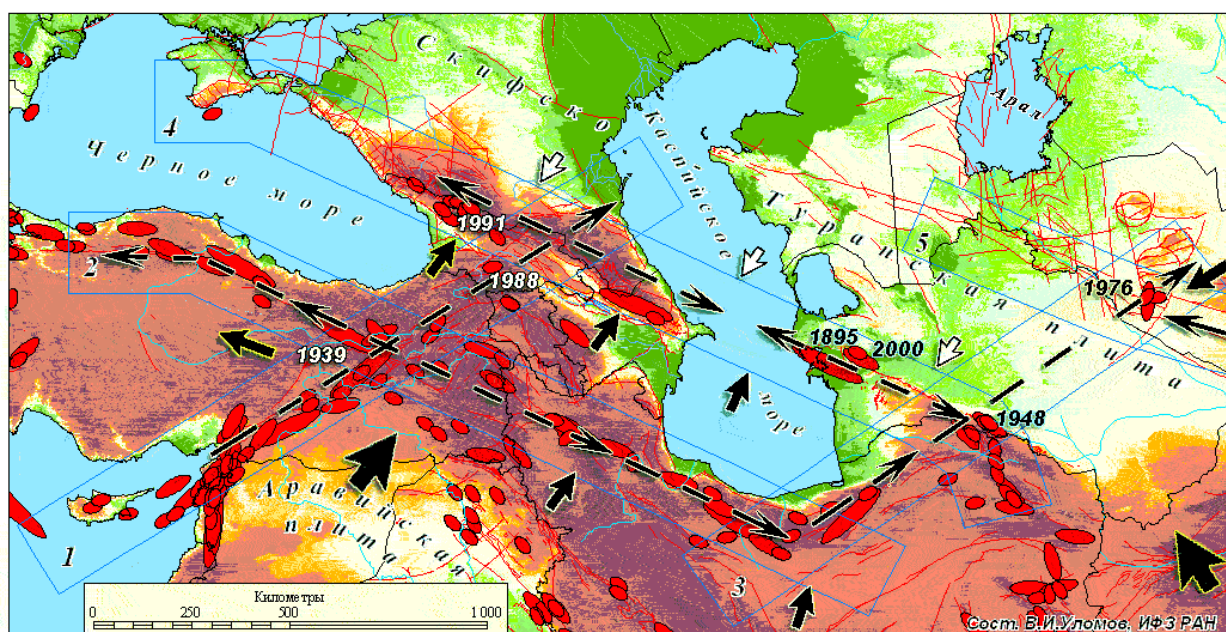 Скифско
Туранская плита
Каспийское
море
Арал
Черное море
Аравийская
плита
4
2
1
5
3
1991
1988
1939
1895
2000
1948
1976
Километры
0 250 500 1 000
Сост. В.И.Уломов, ИФЗ РАН